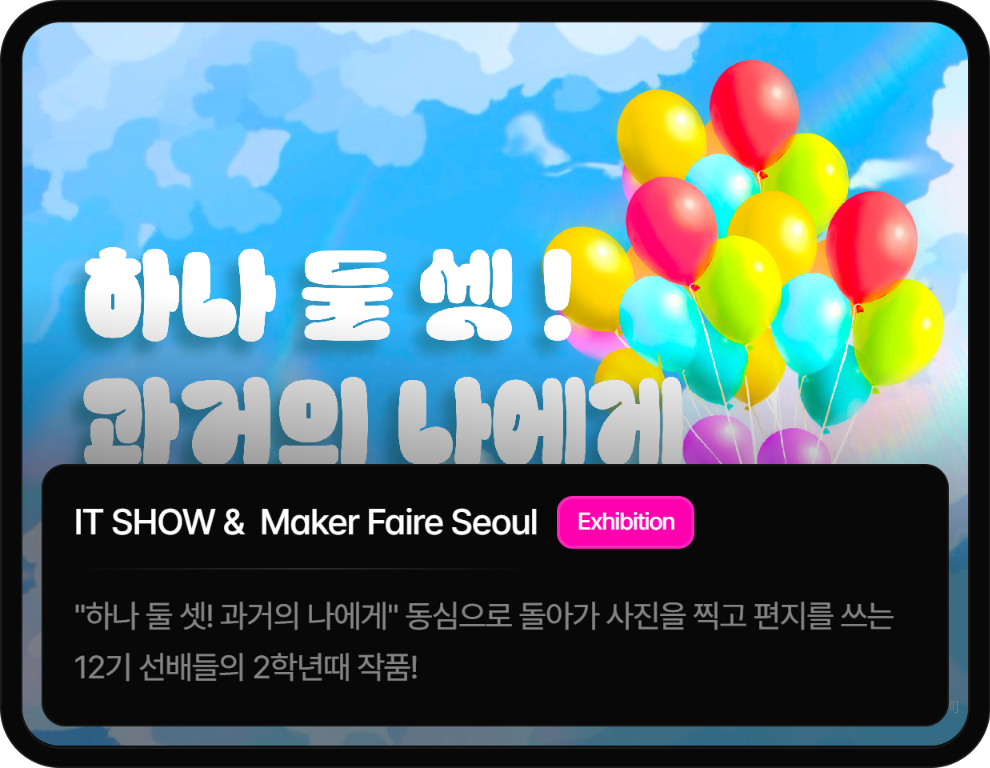 하나 둘 셋 !
과거의 나에게
IT SHOW & Maker Faire Seoul
Exhibition
"하나 둘 셋! 과거의 나에게" 동심으로 돌아가 사진을 찍고 편지를 쓰는
12기 선배들의 2학년때 작품!